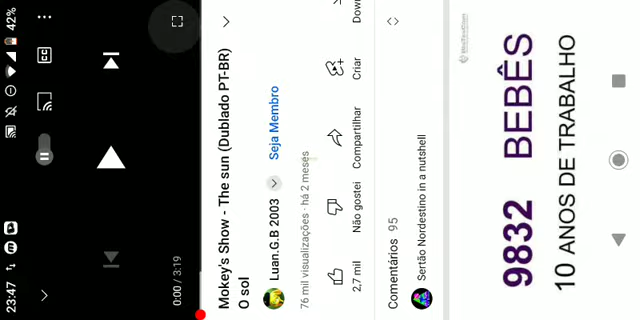 23:47
42%
0:00 / 3:19
Mokey's Show - The sun (Dublado PT-BR)
O sol
Luan.G.B 2003
Seja Membro
76 mil visualizações · há 2 meses
2,7 mil
Não gostei
Compartilhar
Criar
Down
Comentários 95
Sertão Nordestino in a nutshell
9832 BEBÊS
10 ANOS DE TRABALHO